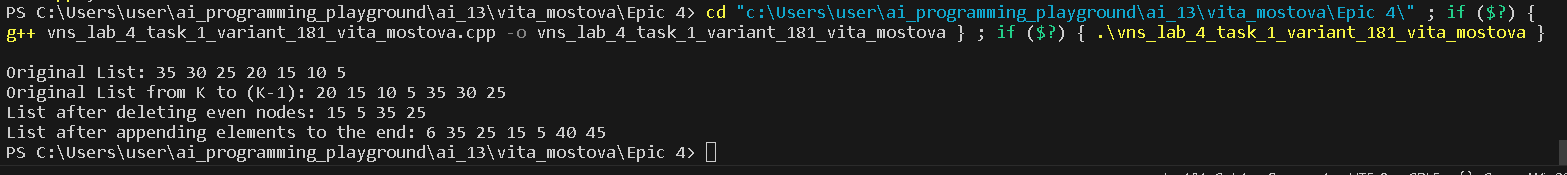 PS C:\Users\user\ai_programming_playground\ai_13\vita_mostova\Epic 4> cd "c:\Users\user\ai_programming_playground\ai_13\vita_mostova\Epic 4\" ; if ($?) {
g++ vns_lab_4_task_1_variant_181_vita_mostova.cpp -o vns_lab_4_task_1_variant_181_vita_mostova } ; if ($?) { .\vns_lab_4_task_1_variant_181_vita_mostova }
Original List: 35 30 25 20 15 10 5
Original List from K to (K-1): 20 15 10 5 35 30 25
List after deleting even nodes: 15 5 35 25
List after appending elements to the end: 6 35 25 15 5 40 45
PS C:\Users\user\ai_programming_playground\ai_13\vita_mostova\Epic 4>